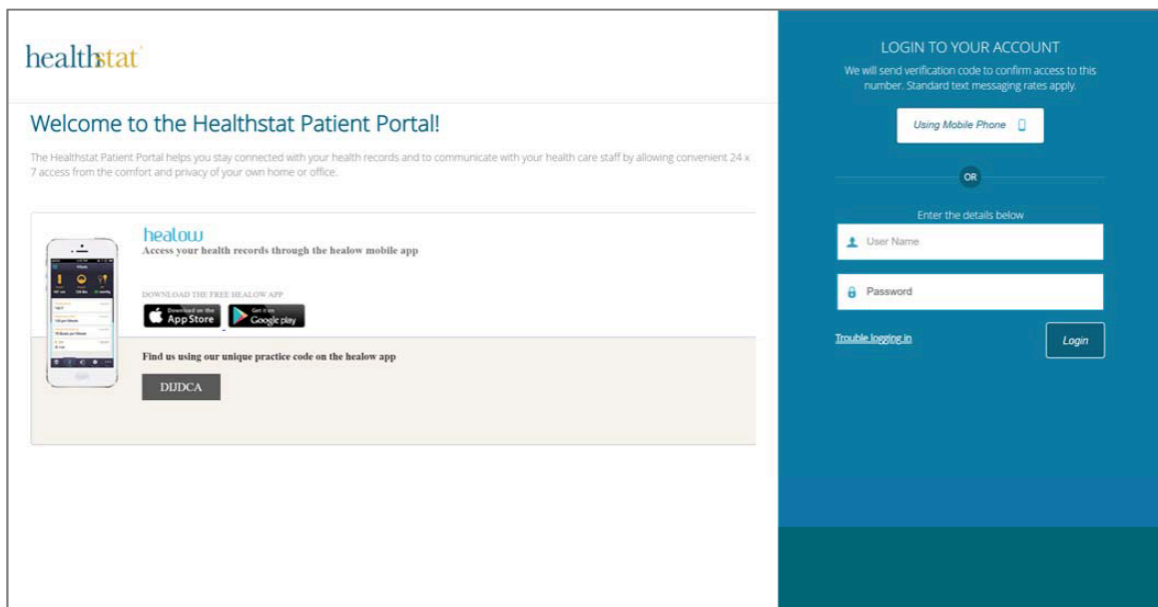 healthstat
Welcome to the Healthstat Patient Portal!
The Healthstat Patient Portal helps you stay connected with your health records and to communicate with your health care staff by allowing convenient 24 x
7 access from the comfort and privacy of your own home or office.
healow
Access your health records through the healow mobile app
DOWNLOAD THE FREE HEALOW APP
Download on the
App Store
Get it on
Google play
Find us using our unique practice code on the healow app
DIJDCA
LOGIN TO YOUR ACCOUNT
We will send verification code to confirm access to this
number. Standard text messaging rates apply.
Using Mobile Phone
OR
Enter the details below
User Name
Password
Trouble logging in
Login